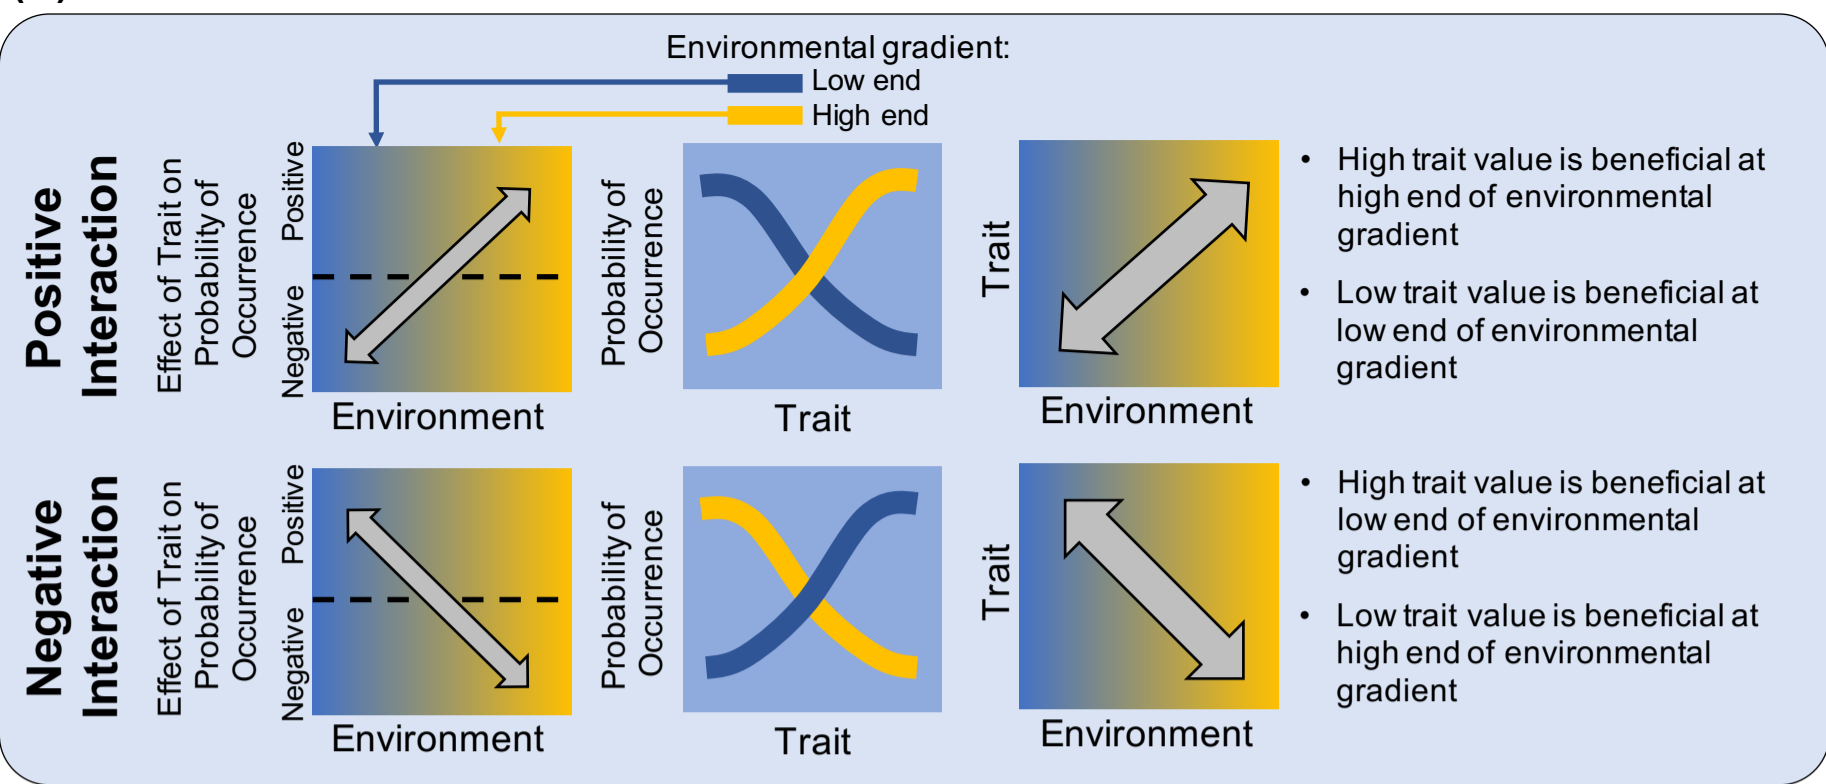 Environmental gradient:
Low end
High end
Positive
Interaction
Effect of Trait on
Probability of
Occurrence
Negative Positive
Environment
Probability of
Occurrence
Trait
Trait
Environment
• High trait value is beneficial at
high end of environmental
gradient
• Low trait value is beneficial at
low end of environmental
gradient
Negative
Interaction
Effect of Trait on
Probability of
Occurrence
Negative Positive
Environment
Probability of
Occurrence
Trait
Trait
Environment
• High trait value is beneficial at
low end of environmental
gradient
• Low trait value is beneficial at
high end of environmental
gradient